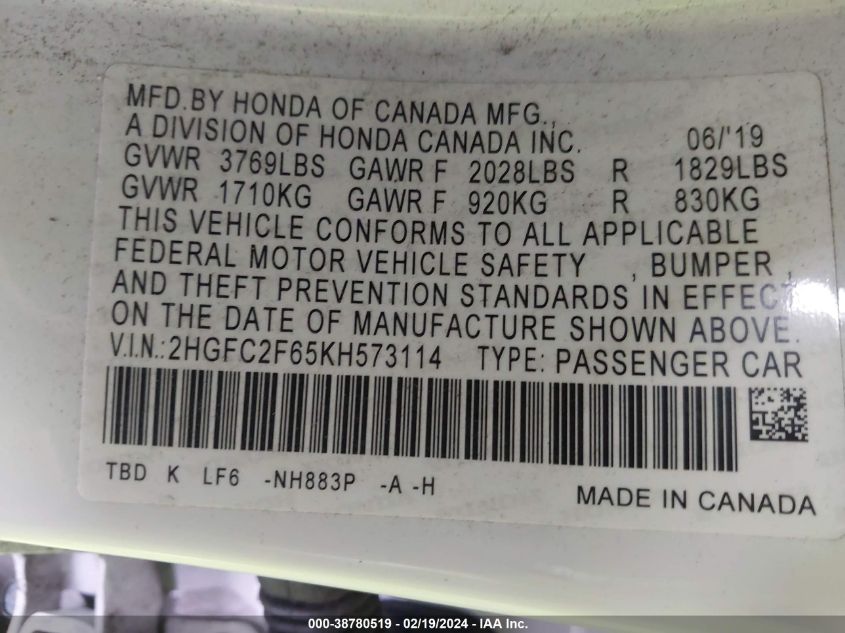 MFD.BY HONDA OF CANADA MFG.,
A DIVISION OF HONDA CANADA INC. 06/'19
GVWR 3769LBS GAWR F 2028LBS R 1829LBS
GVWR 1710KG GAWR F 920KG R 830KG
THIS VEHICLE CONFORMS TO ALL APPLICABLE
FEDERAL MOTOR VEHICLE SAFETY , BUMPER ,
AND THEFT PREVENTION STANDARDS IN EFFECT
ON THE DATE OF MANUFACTURE SHOWN ABOVE.
V.I.N.:2HGFC2F65KH573114 TYPE: PASSENGER CAR
TBD K LF6 -NH883P -A -H
MADE IN CANADA
000-38780519 – 02/19/2024 – IAA Inc.